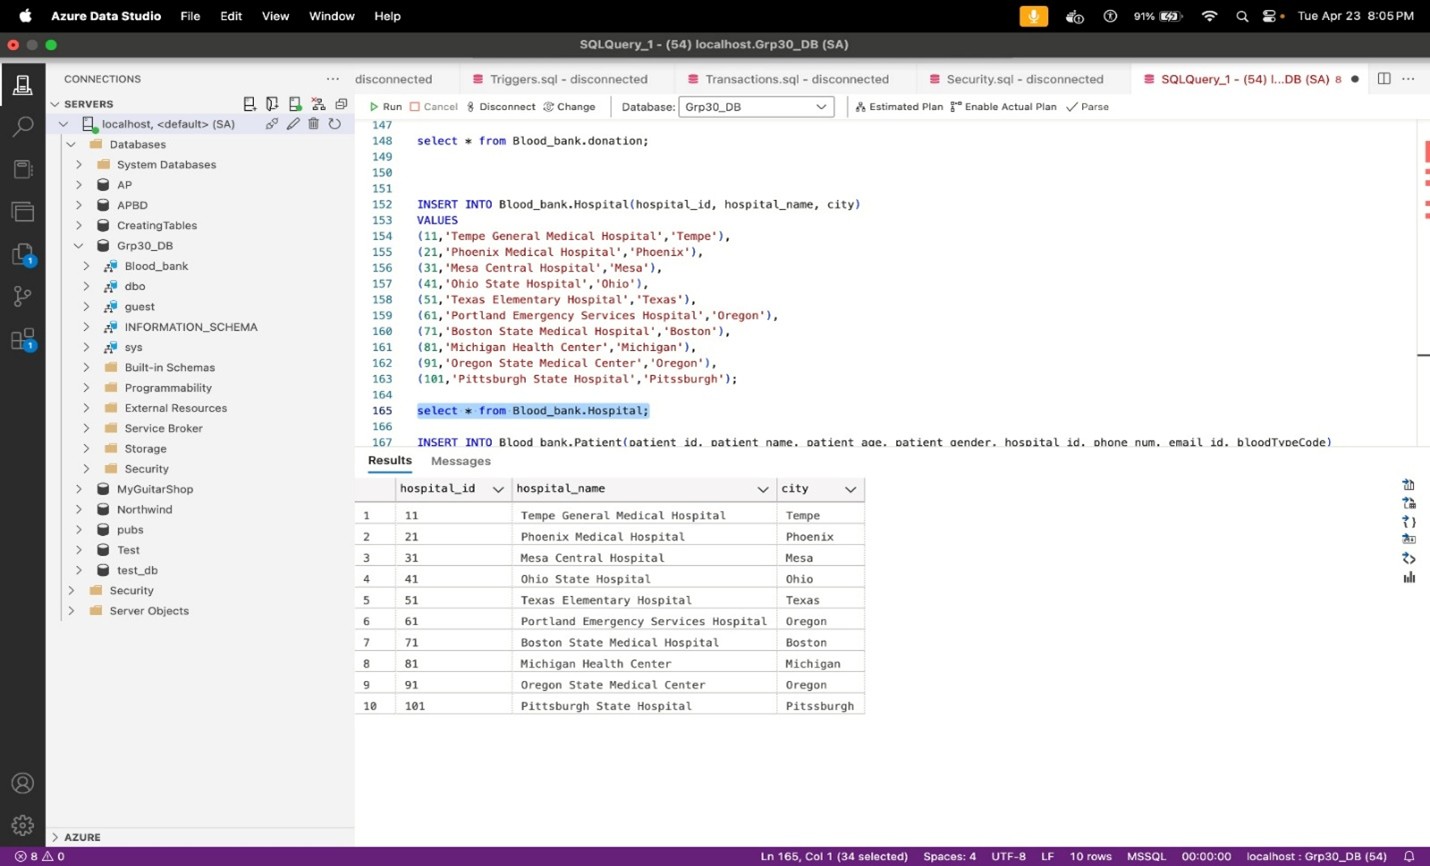 Azure Data Studio File Edit View Window Help 91% Tue Apr 23 8:05 PM
SQLQuery_1 - (54) localhost.Grp30_DB (SA)
CONNECTIONS
disconnected Triggers.sql - disconnected Transactions.sql - disconnected Security.sql - disconnected SQLQuery_1 - (54) l...DB (SA) 8
SERVERS
Run Cancel Disconnect Change Database: Grp30_DB Estimated Plan Enable Actual Plan Parse
localhost, <default> (SA)
Databases
System Databases
AP
APBD
CreatingTables
Grp30_DB
Blood_bank
dbo
guest
INFORMATION_SCHEMA
sys
Built-in Schemas
Programmability
External Resources
Service Broker
Storage
Security
MyGuitarShop
Northwind
pubs
Test
test_db
Security
Server Objects
AZURE
1
1
147
148 select * from Blood_bank.donation;
149
150
151
152 INSERT INTO Blood_bank.Hospital(hospital_id, hospital_name, city)
153 VALUES
154 (11,'Tempe General Medical Hospital','Tempe'),
155 (21,'Phoenix Medical Hospital','Phoenix'),
156 (31,'Mesa Central Hospital','Mesa'),
157 (41,'Ohio State Hospital','Ohio'),
158 (51,'Texas Elementary Hospital','Texas'),
159 (61,'Portland Emergency Services Hospital','Oregon'),
160 (71,'Boston State Medical Hospital','Boston'),
161 (81,'Michigan Health Center','Michigan'),
162 (91,'Oregon State Medical Center','Oregon'),
163 (101,'Pittsburgh State Hospital','Pitssburgh');
164
165 select * from Blood_bank.Hospital;
166
167 INSERT INTO Blood_bank.Patient(patient_id, patient_name, patient_age, patient_gender, hospital_id, phone_num, email_id, bloodTypeCode)
Results Messages
hospital_id hospital_name city
1 11 Tempe General Medical Hospital Tempe
2 21 Phoenix Medical Hospital Phoenix
3 31 Mesa Central Hospital Mesa
4 41 Ohio State Hospital Ohio
5 51 Texas Elementary Hospital Texas
6 61 Portland Emergency Services Hospital Oregon
7 71 Boston State Medical Hospital Boston
8 81 Michigan Health Center Michigan
9 91 Oregon State Medical Center Oregon
10 101 Pittsburgh State Hospital Pitssburgh
8 0 Ln 165, Col 1 (34 selected) Spaces: 4 UTF-8 LF 10 rows MSSQL 00:00:00 localhost : Grp30_DB (54)